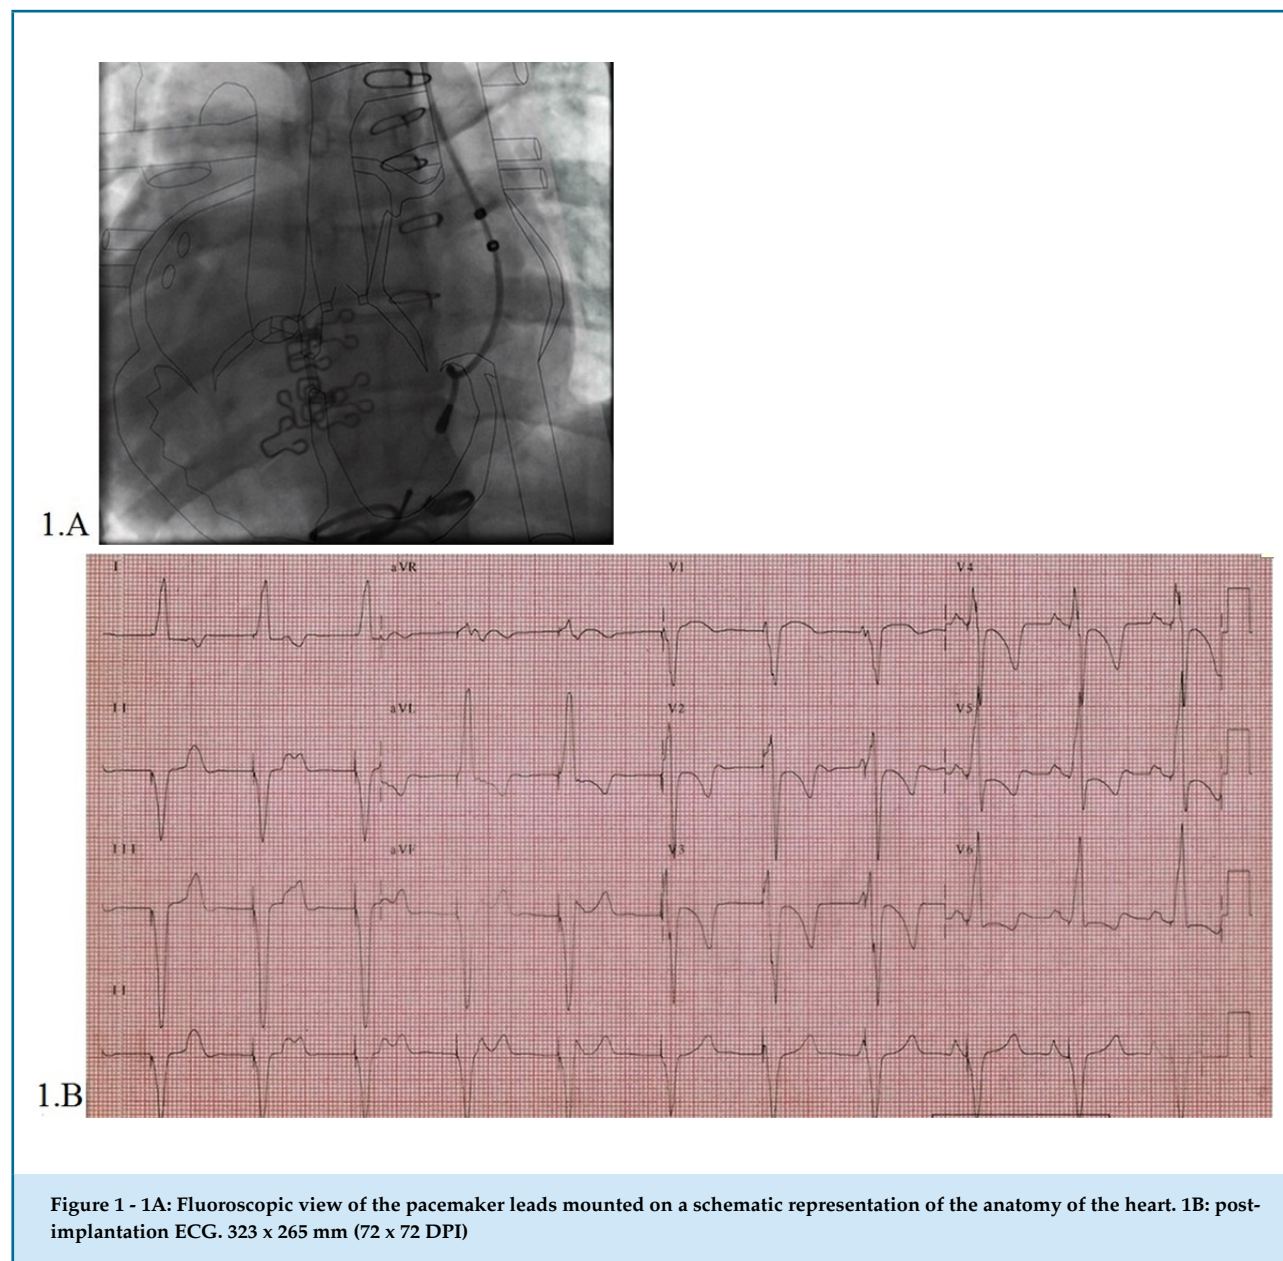 1.A
I aVR V1 V4
II aVL V2 V5
III aVF V3 V6
II
1.B
Figure 1 - 1A: Fluoroscopic view of the pacemaker leads mounted on a schematic representation of the anatomy of the heart. 1B: post-
implantation ECG. 323 x 265 mm (72 x 72 DPI)